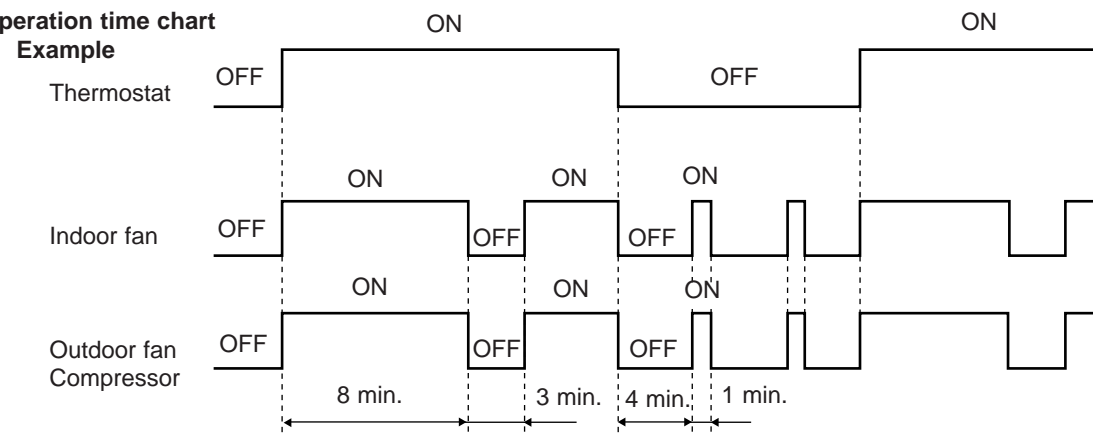 peration time chart
Example
ON
ON
Thermostat
OFF
OFF
ON
ON
ON
Indoor fan
OFF
OFF
OFF
ON
ON
ON
Outdoor fan
Compressor
OFF
OFF
OFF
8 min.
3 min.
4 min.
1 min.